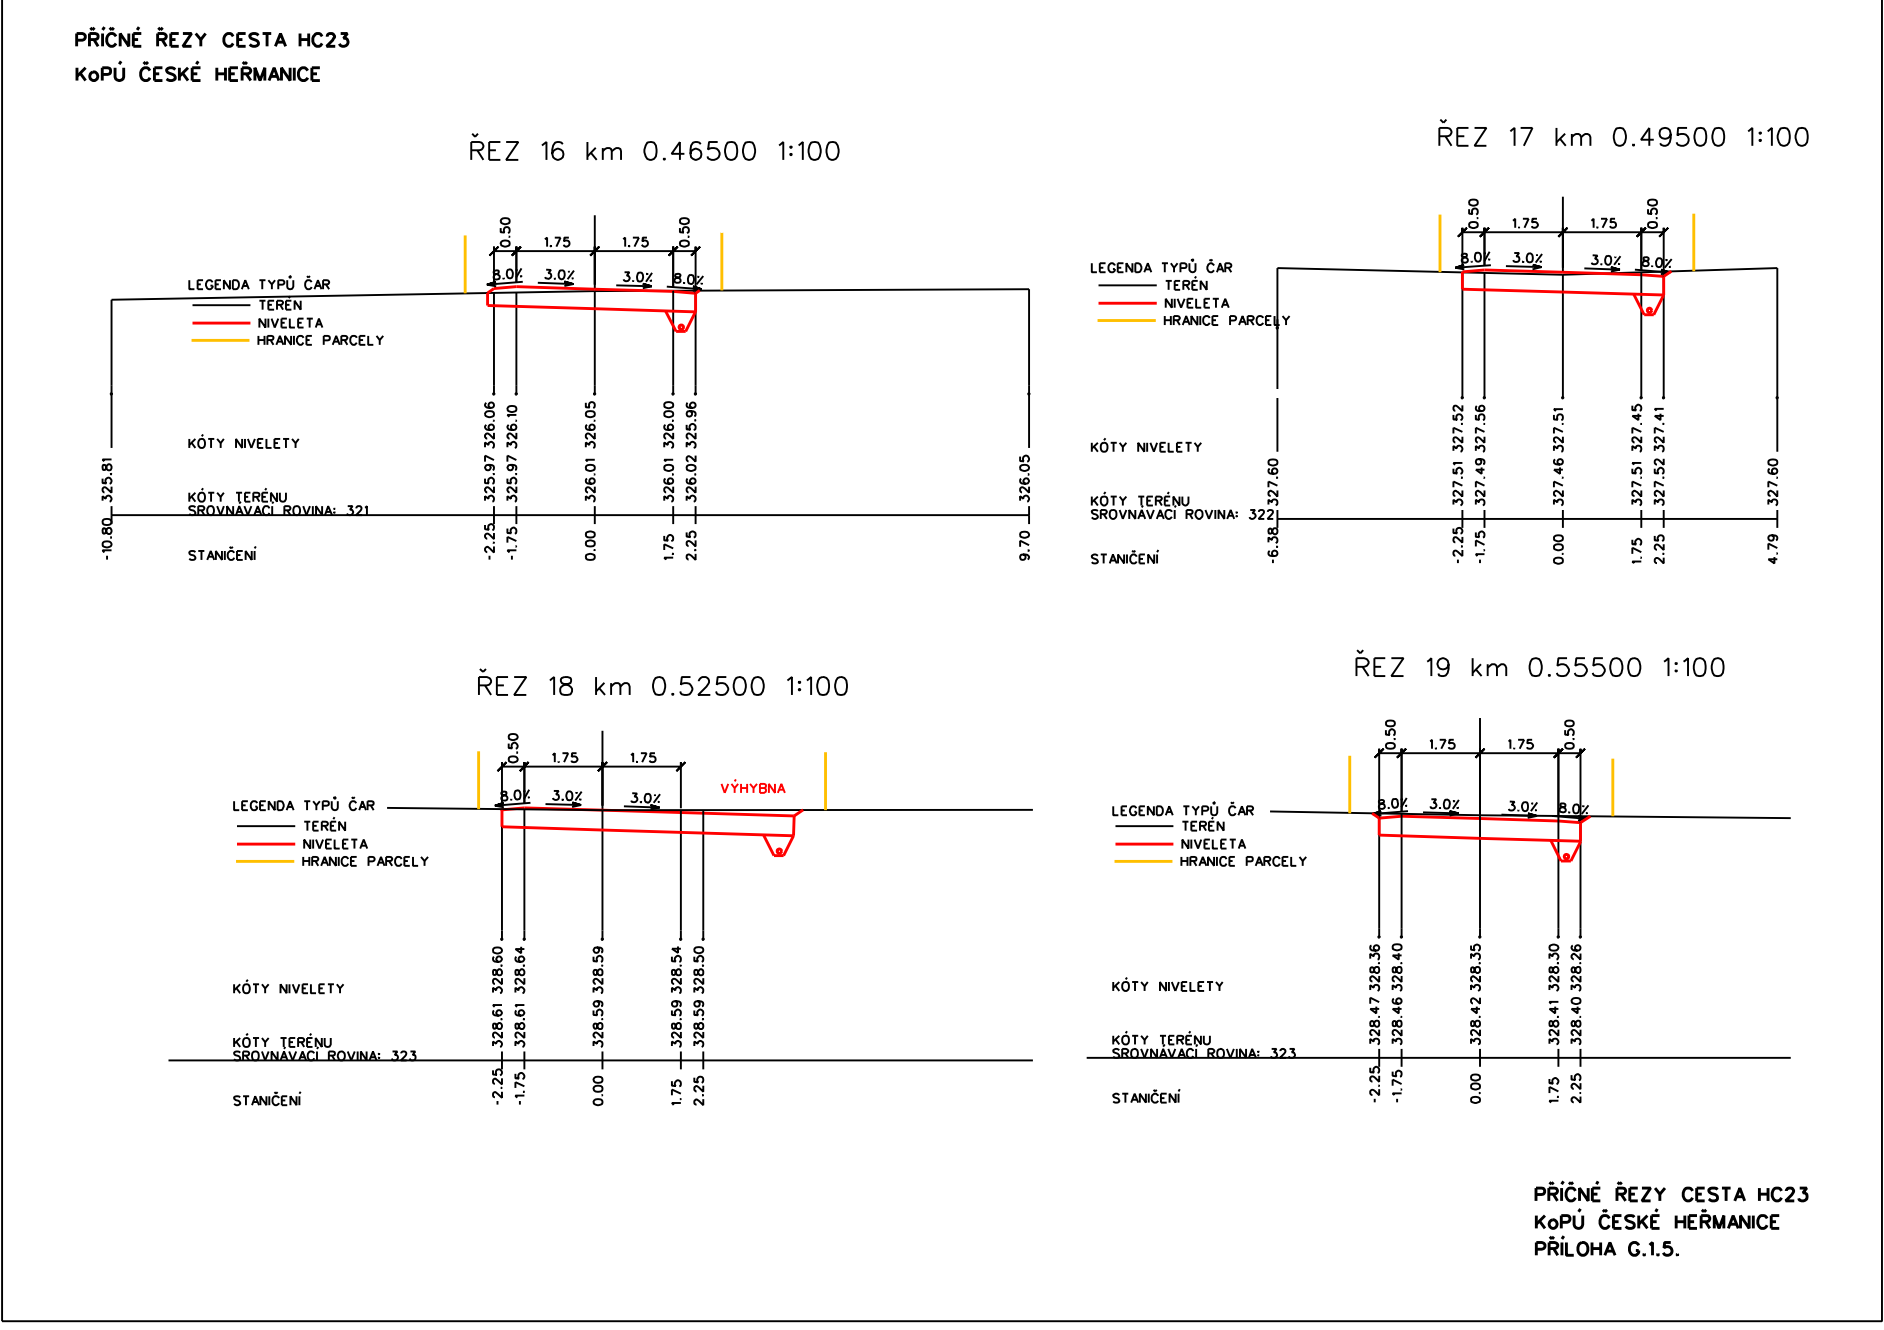 PŘÍČNÉ ŘEZY CESTA HC23
KoPÚ ČESKÉ HEŘMANICE
ŘEZ 16 km 0.46500 1:100
0.50 1.75 1.75 0.50
8.0% 3.0% 3.0% 8.0%
LEGENDA TYPŮ ČAR
TERÉN
NIVELETA
HRANICE PARCELY
KÓTY NIVELETY
326.06 326.10 326.05 326.00 325.96
KÓTY TERÉNU
325.81 325.97 325.97 326.01 326.01 326.02 326.05
SROVNÁVACÍ ROVINA: 321
STANIČENÍ
-10.80 -2.25 -1.75 0.00 1.75 2.25 9.70
ŘEZ 17 km 0.49500 1:100
0.50 1.75 1.75 0.50
8.0% 3.0% 3.0% 8.0%
LEGENDA TYPŮ ČAR
TERÉN
NIVELETA
HRANICE PARCELY
KÓTY NIVELETY
327.52 327.56 327.51 327.45 327.41
KÓTY TERÉNU
327.60 327.51 327.49 327.46 327.51 327.52 327.60
SROVNÁVACÍ ROVINA: 322
STANIČENÍ
-6.38 -2.25 -1.75 0.00 1.75 2.25 4.79
ŘEZ 18 km 0.52500 1:100
0.50 1.75 1.75
VÝHYBNA
8.0% 3.0% 3.0%
LEGENDA TYPŮ ČAR
TERÉN
NIVELETA
HRANICE PARCELY
KÓTY NIVELETY
328.60 328.64 328.59 328.54 328.50
KÓTY TERÉNU
328.61 328.61 328.59 328.59 328.59
SROVNÁVACÍ ROVINA: 323
STANIČENÍ
-2.25 -1.75 0.00 1.75 2.25
ŘEZ 19 km 0.55500 1:100
0.50 1.75 1.75 0.50
8.0% 3.0% 3.0% 8.0%
LEGENDA TYPŮ ČAR
TERÉN
NIVELETA
HRANICE PARCELY
KÓTY NIVELETY
328.36 328.40 328.35 328.30 328.26
KÓTY TERÉNU
328.47 328.46 328.42 328.41 328.40
SROVNÁVACÍ ROVINA: 323
STANIČENÍ
-2.25 -1.75 0.00 1.75 2.25
PŘÍČNÉ ŘEZY CESTA HC23
KoPÚ ČESKÉ HEŘMANICE
PŘÍLOHA G.1.5.